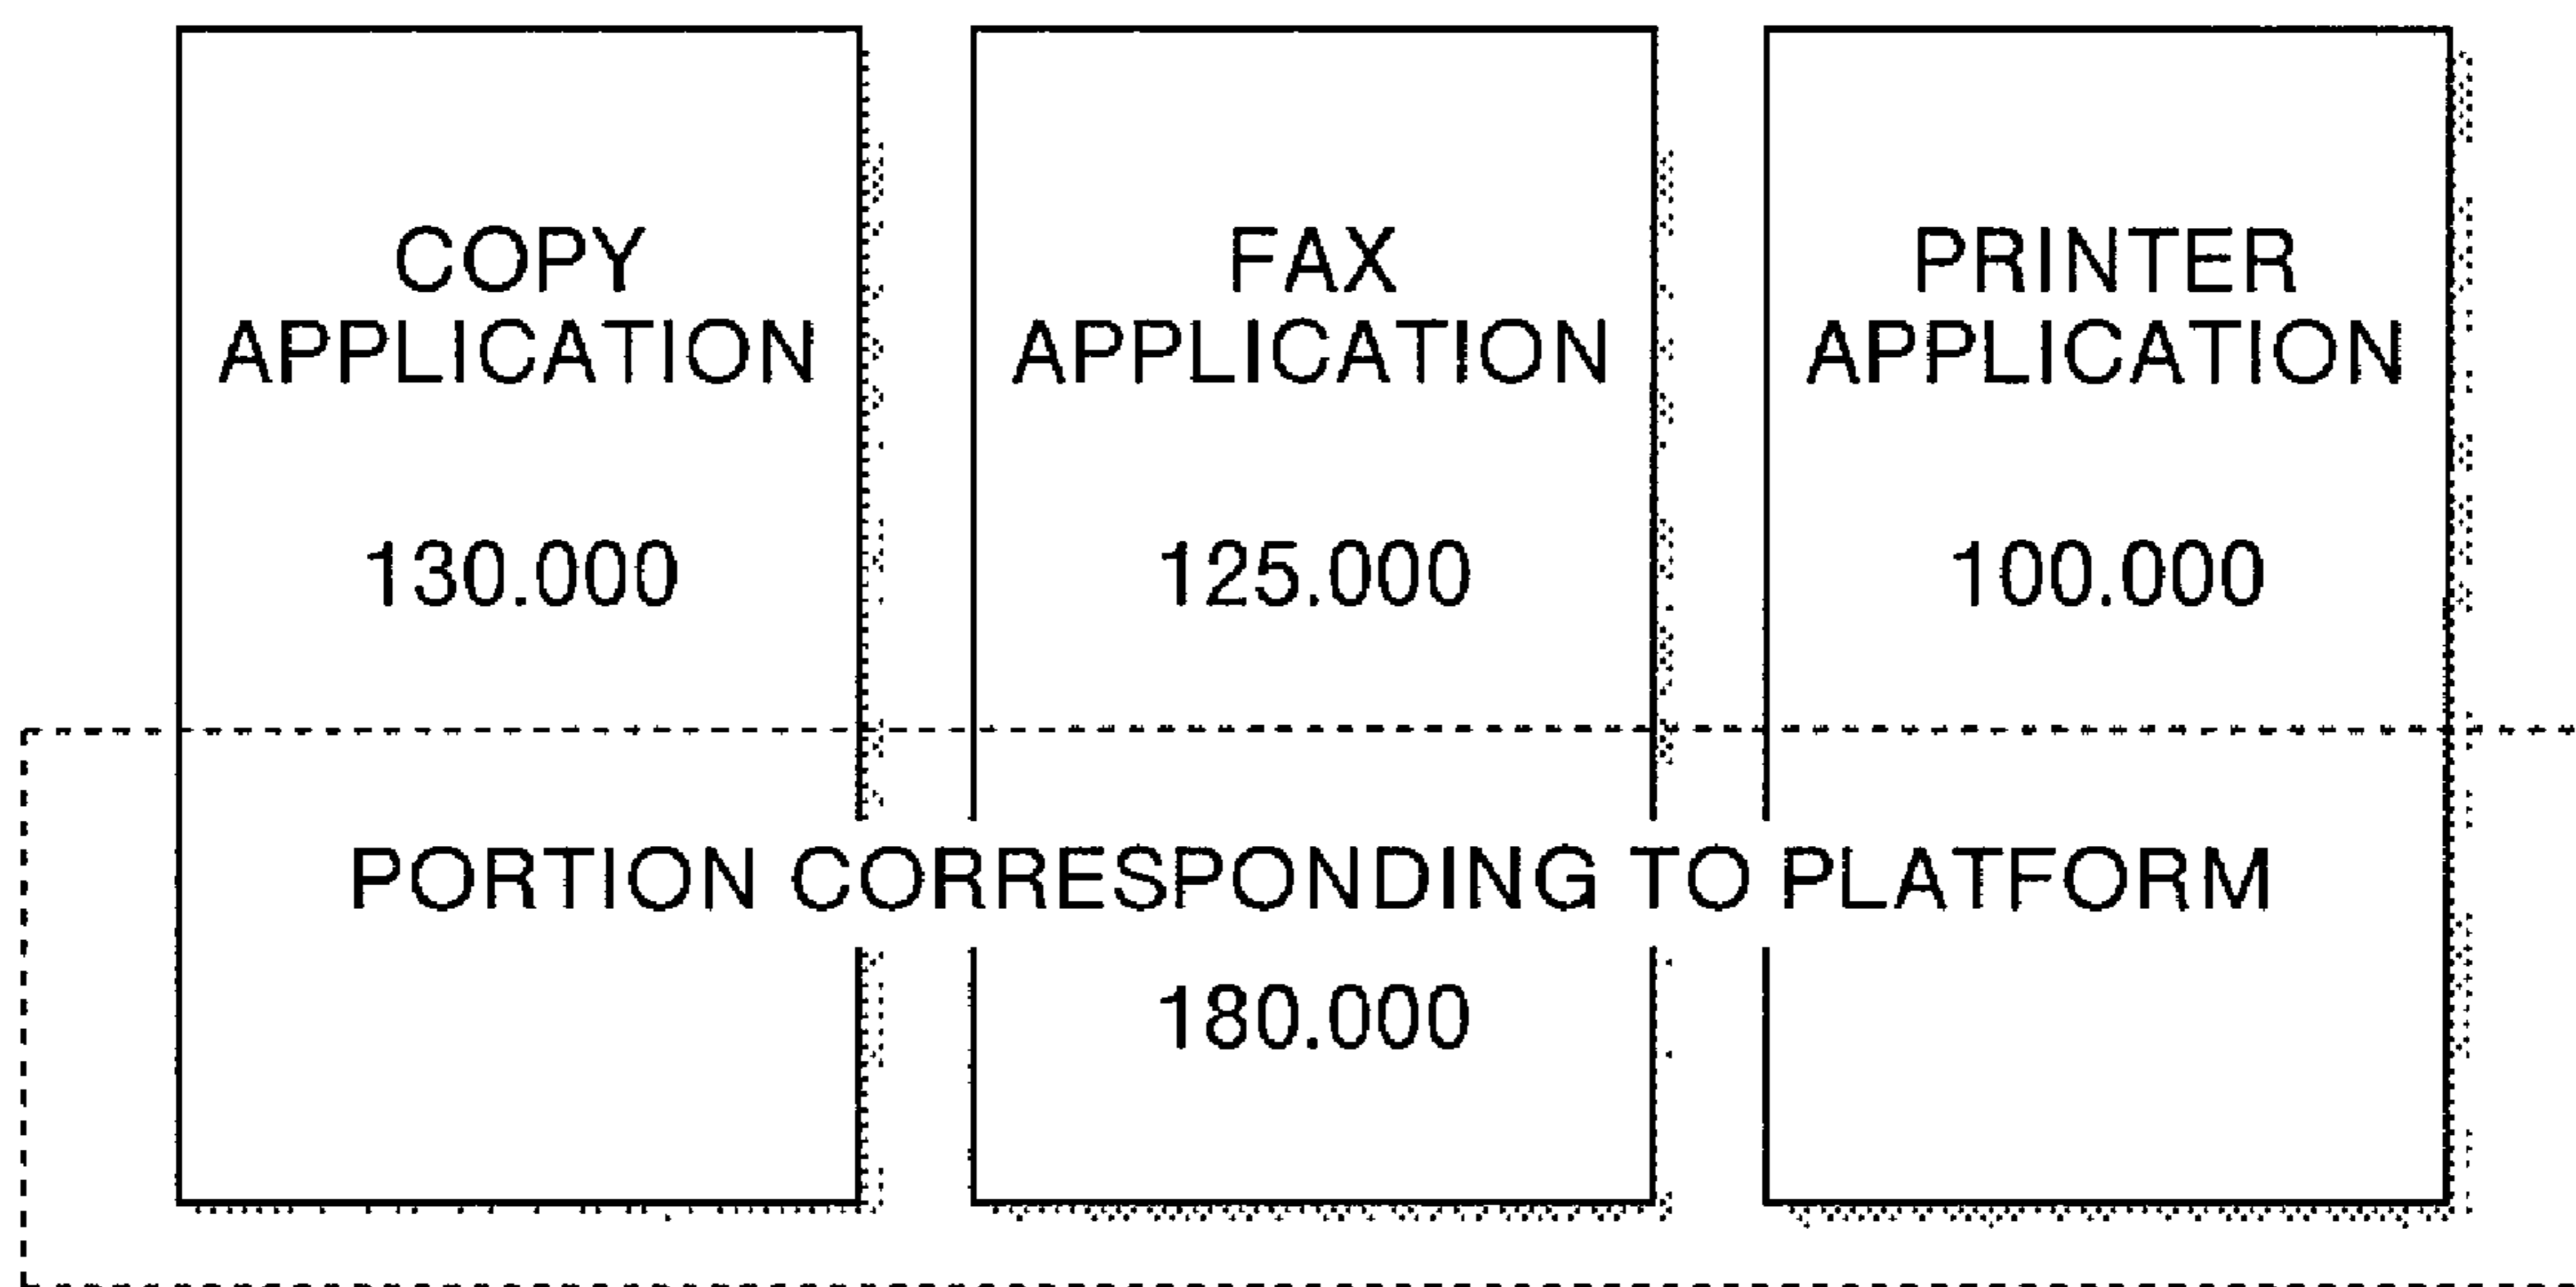 COPY
APPLICATION
130.000
FAX
APPLICATION
125.000
PRINTER
APPLICATION
100.000
PORTION CORRESPONDING TO PLATFORM
180.000